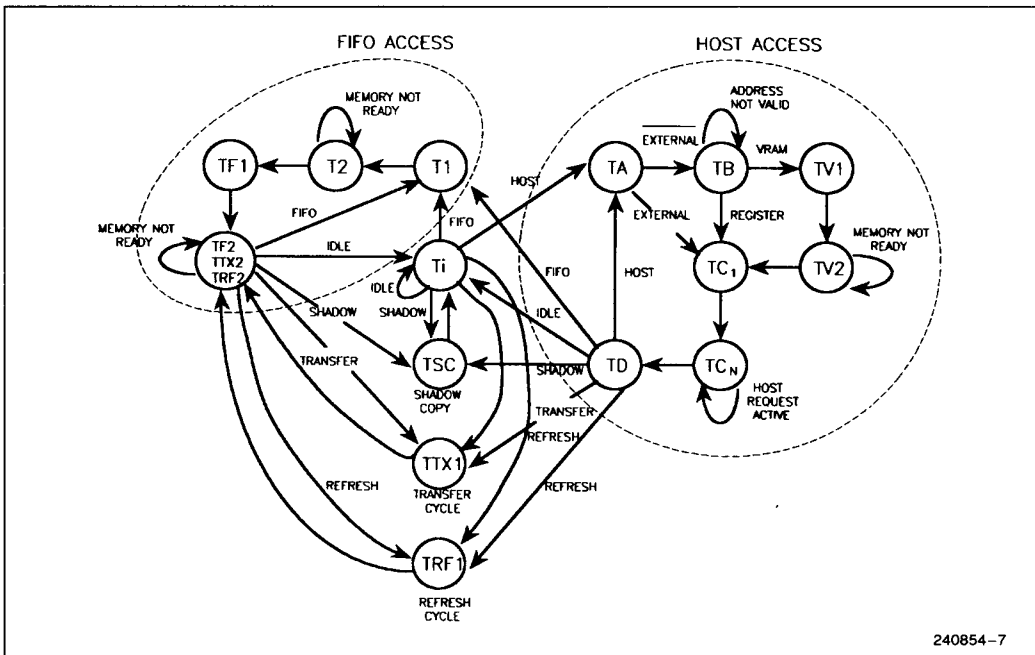 FIFO ACCESS
HOST ACCESS
MEMORY NOT
READY
ADDRESS
NOT VALID
EXTERNAL
VRAM
TF1
T2
T1
TA
TB
TV1
HOST
FIFO
FIFO
EXTERNAL
REGISTER
MEMORY NOT
READY
MEMORY NOT
READY
TF2
TTX2
TRF2
IDLE
Ti
IDLE
FIFO
HOST
TC1
TV2
SHADOW
SHADOW
IDLE
TRANSFER
TSC
SHADOW
COPY
SHADOW
TD
TCN
HOST
REQUEST
ACTIVE
TRANSFER
REFRESH
TTX1
TRANSFER
CYCLE
REFRESH
REFRESH
TRF1
REFRESH
CYCLE
240854-7